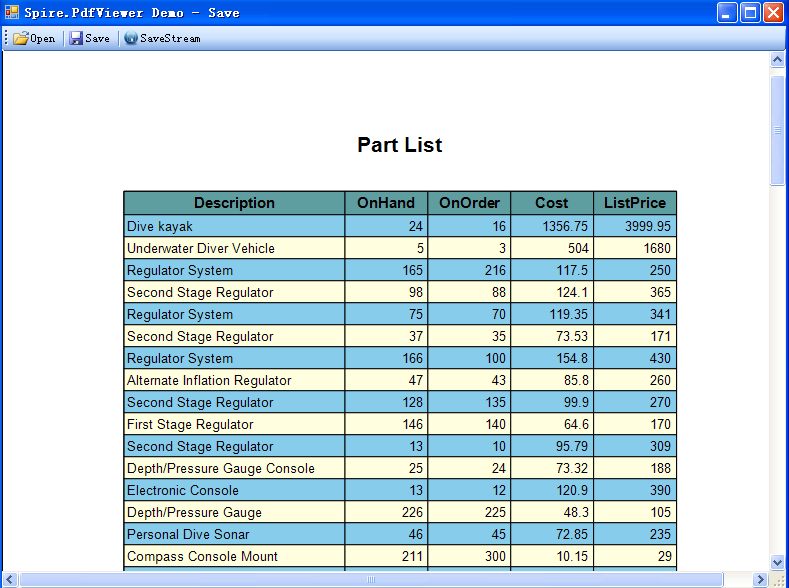 Spire.PdfViewer Demo - Save
Open Save SaveStream
Part List
Description OnHand OnOrder Cost ListPrice
Dive kayak 24 16 1356.75 3999.95
Underwater Diver Vehicle 5 3 504 1680
Regulator System 165 216 117.5 250
Second Stage Regulator 98 88 124.1 365
Regulator System 75 70 119.35 341
Second Stage Regulator 37 35 73.53 171
Regulator System 166 100 154.8 430
Alternate Inflation Regulator 47 43 85.8 260
Second Stage Regulator 128 135 99.9 270
First Stage Regulator 146 140 64.6 170
Second Stage Regulator 13 10 95.79 309
Depth/Pressure Gauge Console 25 24 73.32 188
Electronic Console 13 12 120.9 390
Depth/Pressure Gauge 226 225 48.3 105
Personal Dive Sonar 46 45 72.85 235
Compass Console Mount 211 300 10.15 29